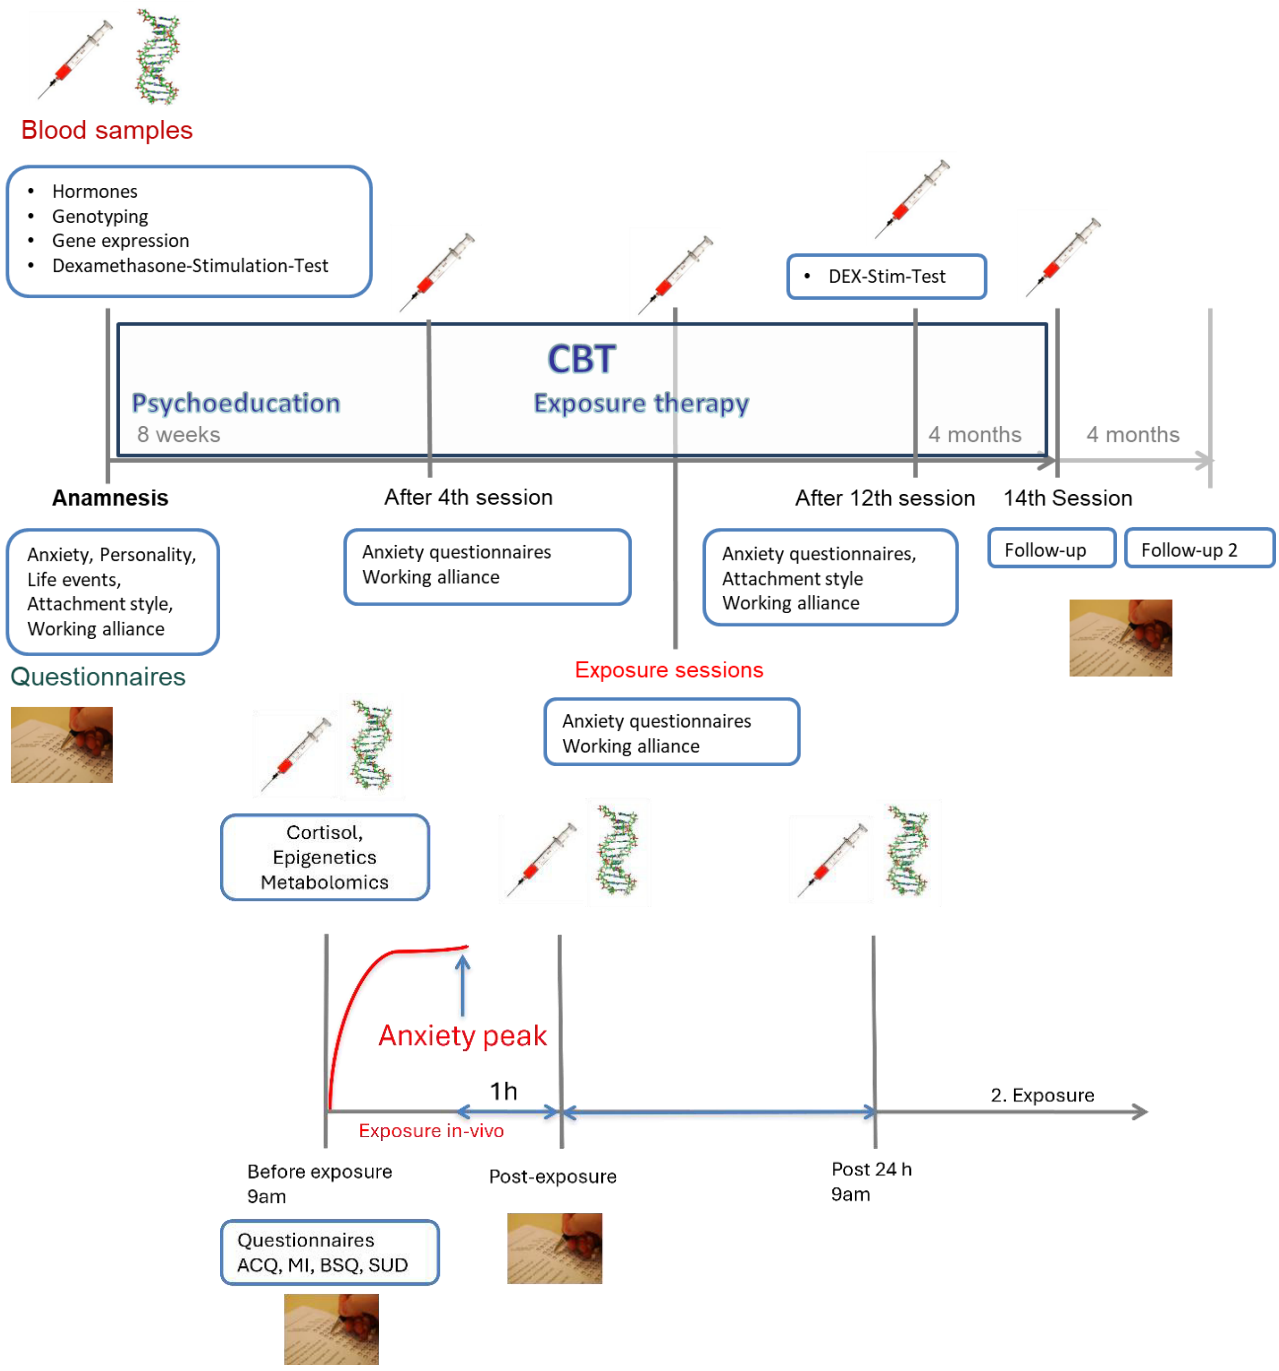 Blood samples
• Hormones
• Genotyping
• Gene expression
• Dexamethasone-Stimulation-Test
• DEX-Stim-Test
CBT
Psychoeducation
Exposure therapy
8 weeks
4 months
4 months
Anamnesis
After 4th session
After 12th session
14th Session
Anxiety, Personality,
Life events,
Attachment style,
Working alliance
Anxiety questionnaires
Working alliance
Anxiety questionnaires,
Attachment style
Working alliance
Follow-up
Follow-up 2
Questionnaires
Exposure sessions
Anxiety questionnaires
Working alliance
Cortisol,
Epigenetics
Metabolomics
Anxiety peak
1h
2. Exposure
Exposure in-vivo
Before exposure
9am
Post-exposure
Post 24 h
9am
Questionnaires
ACQ, MI, BSQ, SUD